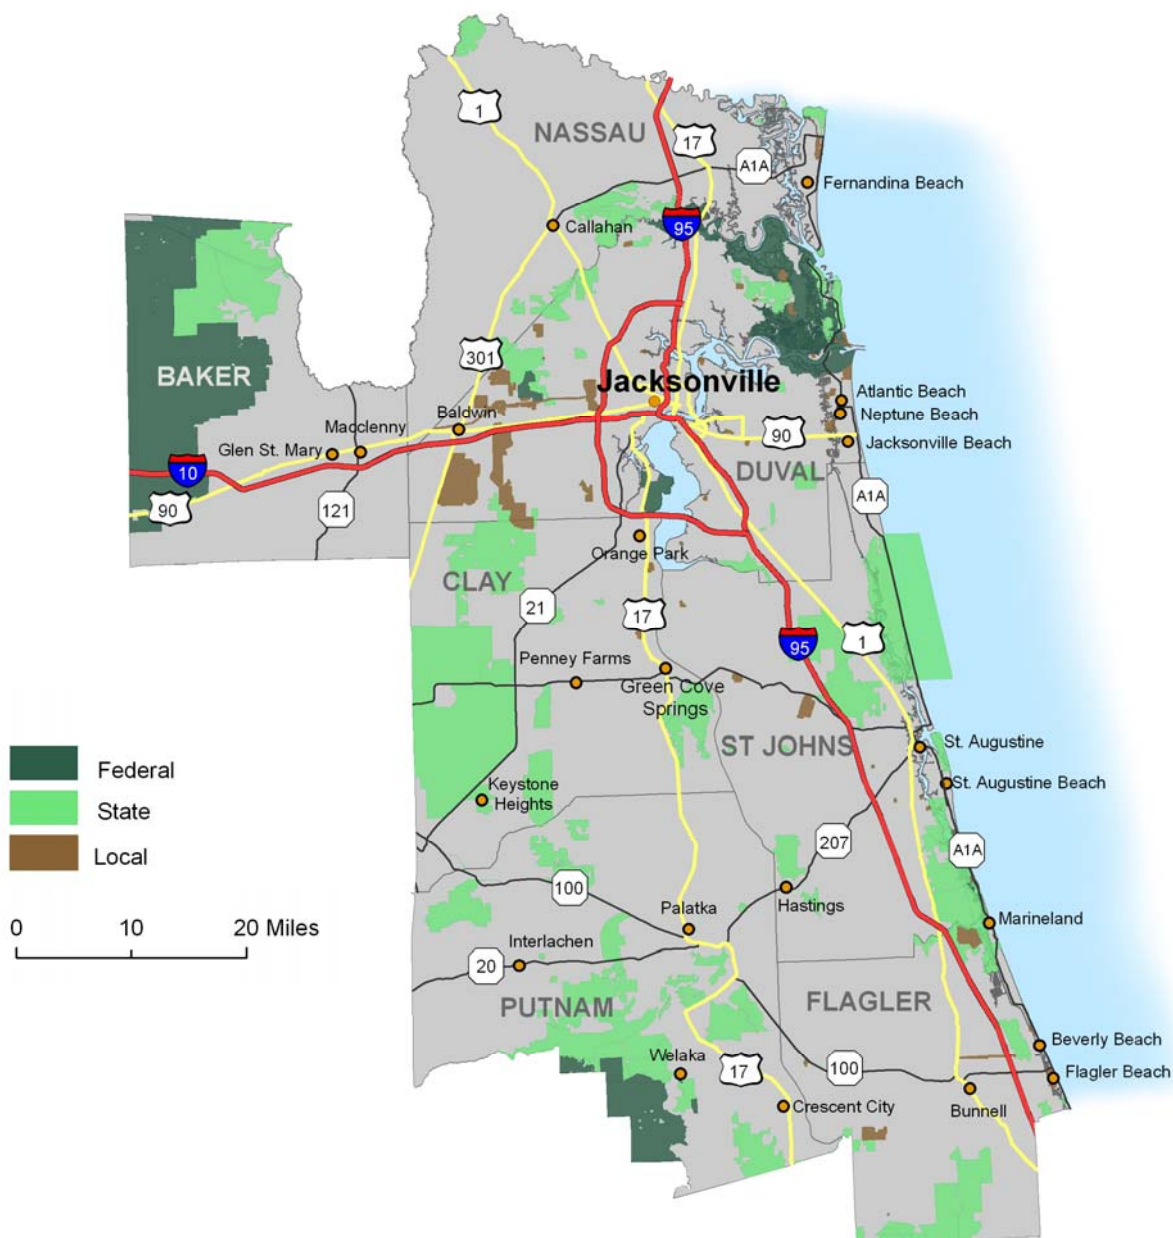 1
NASSAU
17
A1A
Fernandina Beach
Callahan
95
BAKER
301
Jacksonville
Atlantic Beach
Neptune Beach
Baldwin
Macclenny
90
Jacksonville Beach
Glen St. Mary
DUVAL
10
90
121
A1A
Orange Park
CLAY
21
17
1
95
Penney Farms
Green Cove
Springs
ST JOHNS
St. Augustine
Federal
St. Augustine Beach
Keystone
Heights
State
207
A1A
Local
100
Hastings
Palatka
Marineland
0 10 20 Miles
Interlachen
20
PUTNAM
FLAGLER
Beverly Beach
Welaka
17
100
Flagler Beach
Bunnell
Crescent City